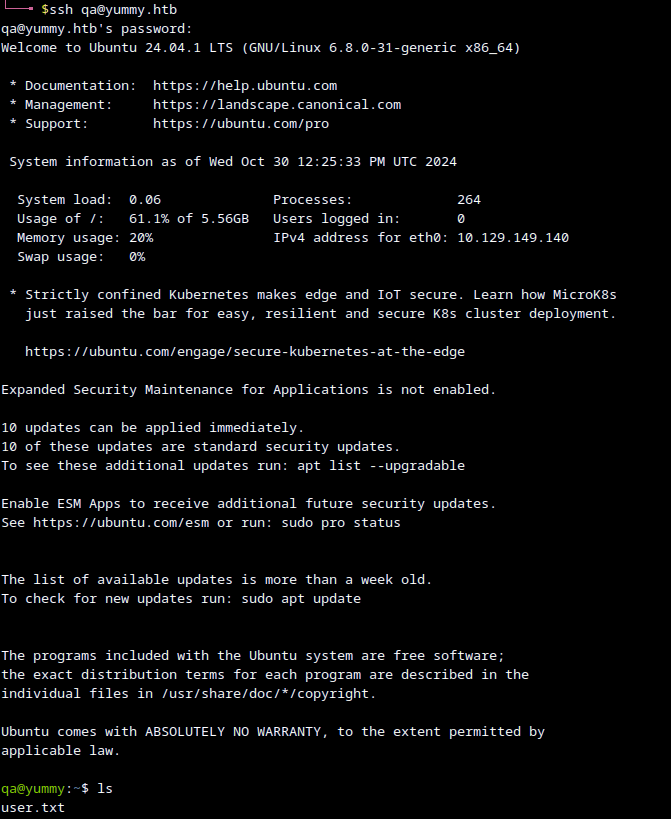 $ssh qa@yummy.htb
qa@yummy.htb's password:
Welcome to Ubuntu 24.04.1 LTS (GNU/Linux 6.8.0-31-generic x86_64)
* Documentation:  https://help.ubuntu.com
* Management:     https://landscape.canonical.com
* Support:        https://ubuntu.com/pro
System information as of Wed Oct 30 12:25:33 PM UTC 2024
System load:  0.06              Processes:             264
Usage of /:   61.1% of 5.56GB   Users logged in:       0
Memory usage: 20%               IPv4 address for eth0: 10.129.149.140
Swap usage:   0%
* Strictly confined Kubernetes makes edge and IoT secure. Learn how MicroK8s
just raised the bar for easy, resilient and secure K8s cluster deployment.
https://ubuntu.com/engage/secure-kubernetes-at-the-edge
Expanded Security Maintenance for Applications is not enabled.
10 updates can be applied immediately.
10 of these updates are standard security updates.
To see these additional updates run: apt list --upgradable
Enable ESM Apps to receive additional future security updates.
See https://ubuntu.com/esm or run: sudo pro status
The list of available updates is more than a week old.
To check for new updates run: sudo apt update
The programs included with the Ubuntu system are free software;
the exact distribution terms for each program are described in the
individual files in /usr/share/doc/*/copyright.
Ubuntu comes with ABSOLUTELY NO WARRANTY, to the extent permitted by
applicable law.
qa@yummy:~$ ls
user.txt